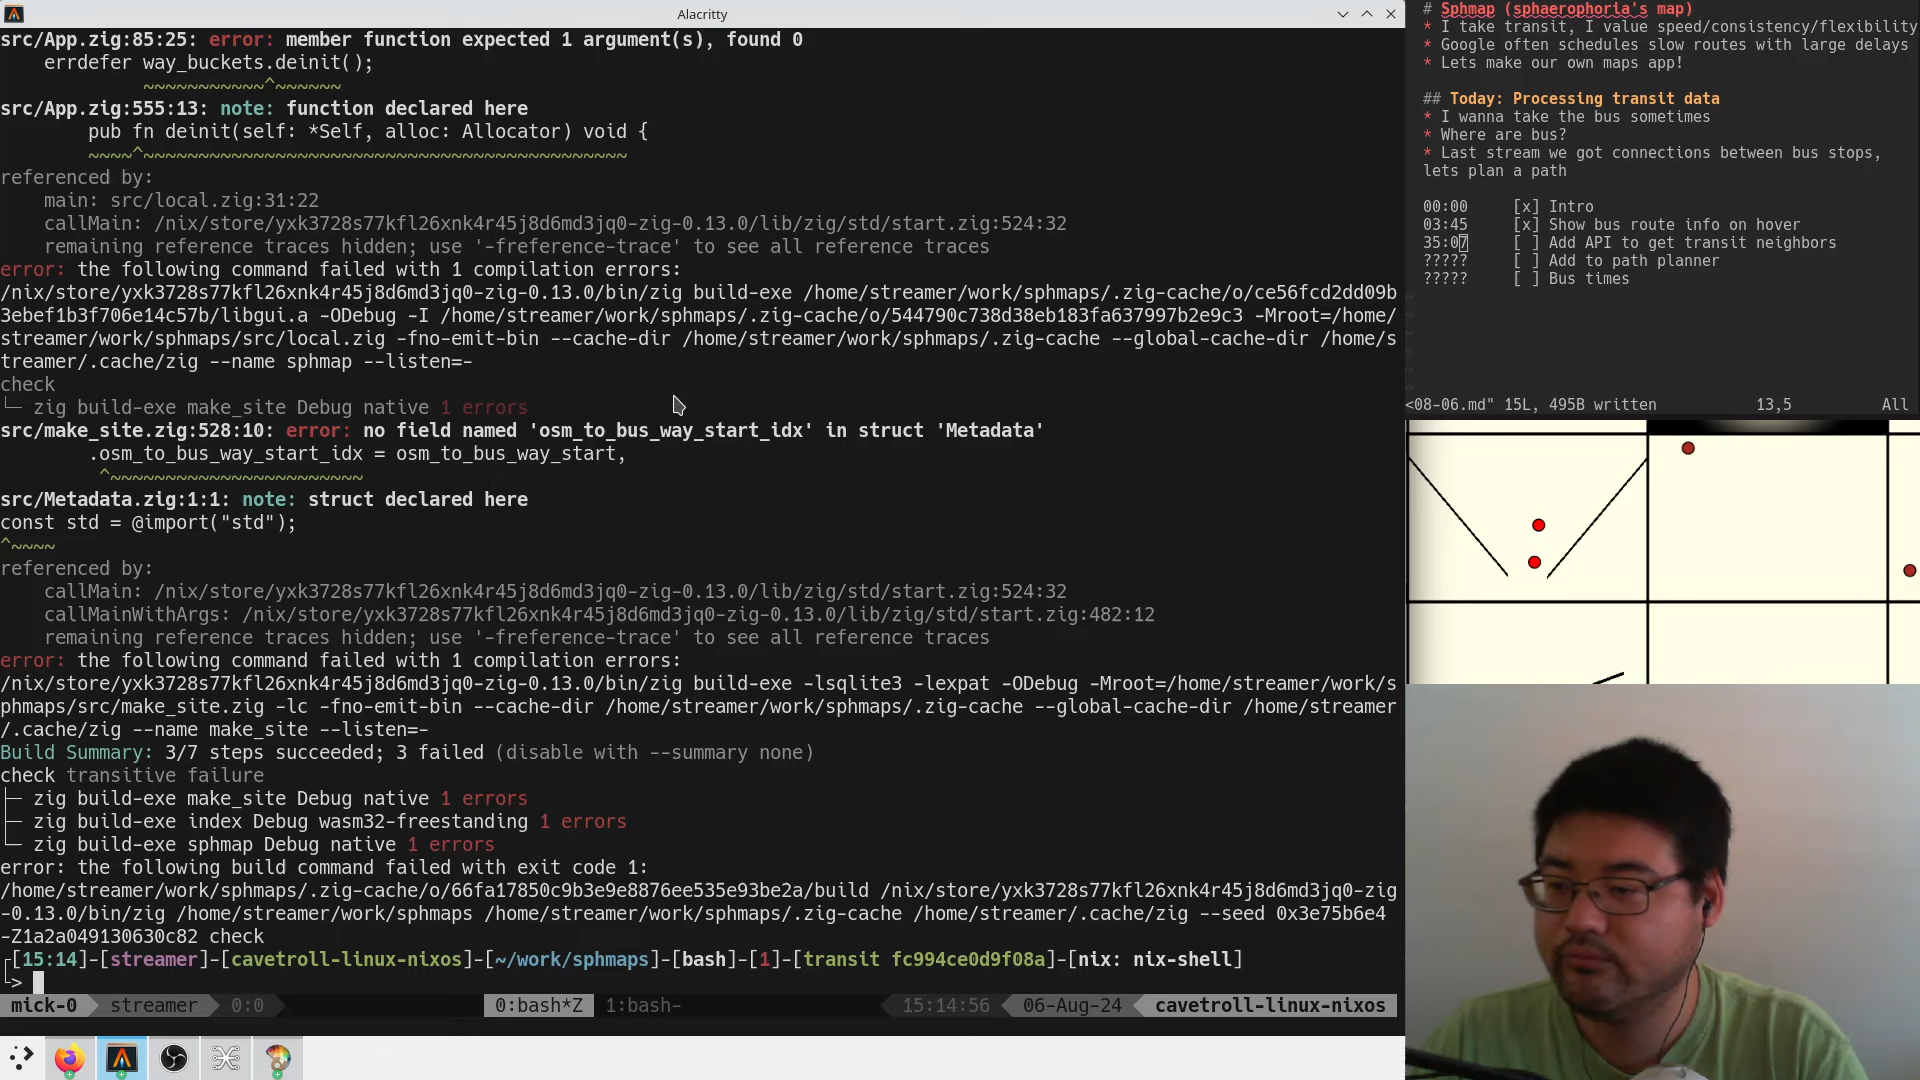 Alacritty
src/App.zig:85:25: error: member function expected 1 argument(s), found 0
    errdefer way_buckets.deinit();
             ~~~~~~~~~~~^~~~~~~
src/App.zig:555:13: note: function declared here
        pub fn deinit(self: *Self, alloc: Allocator) void {
        ~~~~^~~~~~~~~~~~~~~~~~~~~~~~~~~~~~~~~~~~~~~~~~~~~
referenced by:
    main: src/local.zig:31:22
    callMain: /nix/store/yxk3728s77kfl26xnk4r45j8d6md3jq0-zig-0.13.0/lib/zig/std/start.zig:524:32
    remaining reference traces hidden; use '-freference-trace' to see all reference traces
error: the following command failed with 1 compilation errors:
/nix/store/yxk3728s77kfl26xnk4r45j8d6md3jq0-zig-0.13.0/bin/zig build-exe /home/streamer/work/sphmaps/.zig-cache/o/ce56fcd2dd09b
3ebef1b3f706e14c57b/libgui.a -ODebug -I /home/streamer/work/sphmaps/.zig-cache/o/544790c738d38eb183fa637997b2e9c3 -Mroot=/home/
streamer/work/sphmaps/src/local.zig -fno-emit-bin --cache-dir /home/streamer/work/sphmaps/.zig-cache --global-cache-dir /home/s
treamer/.cache/zig --name sphmap --listen=-
check
└─ zig build-exe make_site Debug native 1 errors
src/make_site.zig:528:10: error: no field named 'osm_to_bus_way_start_idx' in struct 'Metadata'
        .osm_to_bus_way_start_idx = osm_to_bus_way_start,
         ^~~~~~~~~~~~~~~~~~~~~~~~
src/Metadata.zig:1:1: note: struct declared here
const std = @import("std");
^~~~~
referenced by:
    callMain: /nix/store/yxk3728s77kfl26xnk4r45j8d6md3jq0-zig-0.13.0/lib/zig/std/start.zig:524:32
    callMainWithArgs: /nix/store/yxk3728s77kfl26xnk4r45j8d6md3jq0-zig-0.13.0/lib/zig/std/start.zig:482:12
    remaining reference traces hidden; use '-freference-trace' to see all reference traces
error: the following command failed with 1 compilation errors:
/nix/store/yxk3728s77kfl26xnk4r45j8d6md3jq0-zig-0.13.0/bin/zig build-exe -lsqlite3 -lexpat -ODebug -Mroot=/home/streamer/work/s
phmaps/src/make_site.zig -lc -fno-emit-bin --cache-dir /home/streamer/work/sphmaps/.zig-cache --global-cache-dir /home/streamer
/.cache/zig --name make_site --listen=-
Build Summary: 3/7 steps succeeded; 3 failed (disable with --summary none)
check transitive failure
├─ zig build-exe make_site Debug native 1 errors
├─ zig build-exe index Debug wasm32-freestanding 1 errors
└─ zig build-exe sphmap Debug native 1 errors
error: the following build command failed with exit code 1:
/home/streamer/work/sphmaps/.zig-cache/o/66fa17850c9b3e9e8876ee535e93be2a/build /nix/store/yxk3728s77kfl26xnk4r45j8d6md3jq0-zig
-0.13.0/bin/zig /home/streamer/work/sphmaps /home/streamer/work/sphmaps/.zig-cache /home/streamer/.cache/zig --seed 0x3e75b6e4
-Z1a2a049130630c82 check
┌[15:14]-[streamer]-[cavetroll-linux-nixos]-[~/work/sphmaps]-[bash]-[1]-[transit fc994ce0d9f08a]-[nix: nix-shell]
└>
mick-0 streamer 0:0 0:bash*Z 1:bash- 15:14:56 06-Aug-24 cavetroll-linux-nixos
# Sphmap (sphaerophoria's map)
* I take transit, I value speed/consistency/flexibility
* Google often schedules slow routes with large delays
* Lets make our own maps app!
## Today: Processing transit data
* I wanna take the bus sometimes
* Where are bus?
* Last stream we got connections between bus stops,
lets plan a path
00:00     [x] Intro
03:45     [x] Show bus route info on hover
35:07     [ ] Add API to get transit neighbors
?????     [ ] Add to path planner
?????     [ ] Bus times
<08-06.md" 15L, 495B written 13,5 All